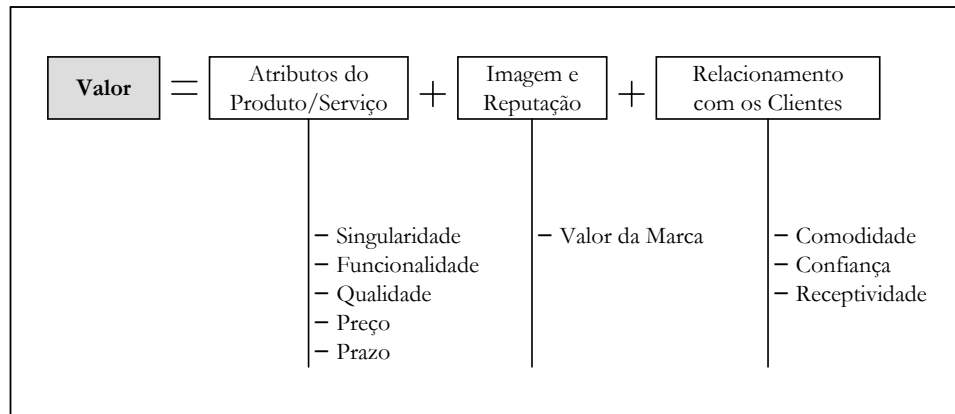 Valor
=
Atributos do
Produto/Serviço
+
Imagem e
Reputação
+
Relacionamento
com os Clientes
– Singularidade
– Funcionalidade
– Qualidade
– Preço
– Prazo
– Valor da Marca
– Comodidade
– Confiança
– Receptividade